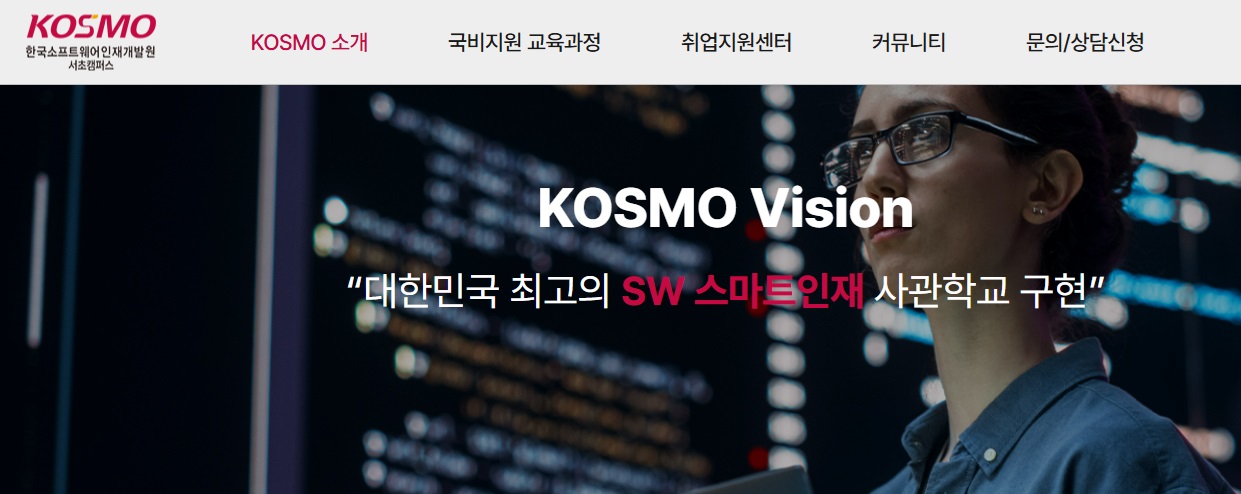 KOSMO
한국소프트웨어인재개발원
서초캠퍼스
KOSMO 소개
국비지원 교육과정
취업지원센터
커뮤니티
문의/상담신청
KOSMO Vision
“대한민국 최고의 SW 스마트인재 사관학교 구현”